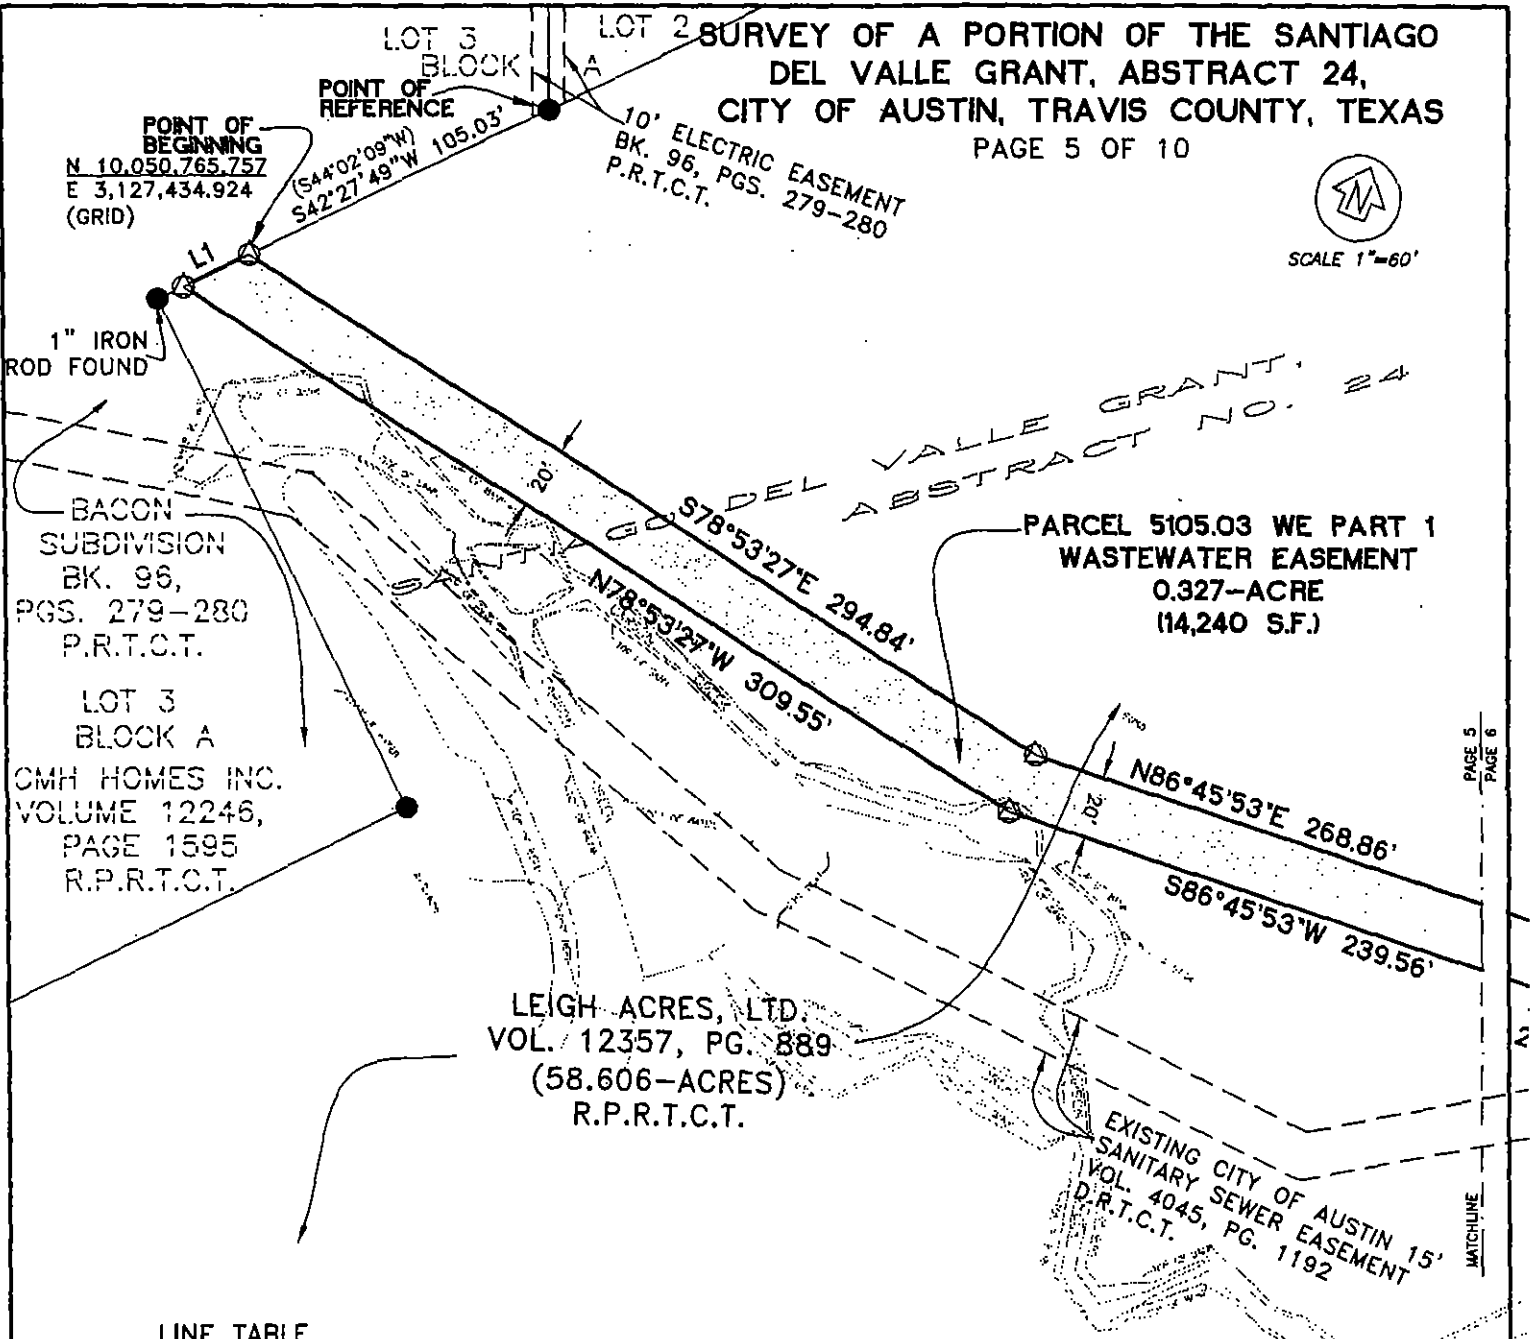 SURVEY OF A PORTION OF THE SANTIAGO
DEL VALLE GRANT, ABSTRACT 24,
CITY OF AUSTIN, TRAVIS COUNTY, TEXAS
PAGE 5 OF 10
LOT 3
BLOCK A
LOT 2
POINT OF
REFERENCE
POINT OF
BEGINNING
N 10,050,765.757
E 3,127,434.924
(GRID)
(S44°02'09"W)
S42°27'49"W 105.03'
10' ELECTRIC EASEMENT
BK. 96, PGS. 279-280
P.R.T.C.T.
N
SCALE 1"=60'
L1
1" IRON
ROD FOUND
SANTIAGO DEL VALLE GRANT,
ABSTRACT NO. 24
20'
S78°53'27"E 294.84'
N78°53'27"W 309.55'
BACON
SUBDIVISION
BK. 96,
PGS. 279-280
P.R.T.C.T.
LOT 3
BLOCK A
CMH HOMES INC.
VOLUME 12246,
PAGE 1595
R.P.R.T.C.T.
PARCEL 5105.03 WE PART 1
WASTEWATER EASEMENT
0.327-ACRE
(14,240 S.F.)
N86°45'53"E 268.86'
20'
S86°45'53"W 239.56'
PAGE 5
PAGE 6
LEIGH ACRES, LTD.
VOL. 12357, PG. 889
(58.606-ACRES)
R.P.R.T.C.T.
EXISTING CITY OF AUSTIN 15'
SANITARY SEWER EASEMENT
VOL. 4045, PG. 1192
D.R.T.C.T.
MATCHLINE
LINE TABLE